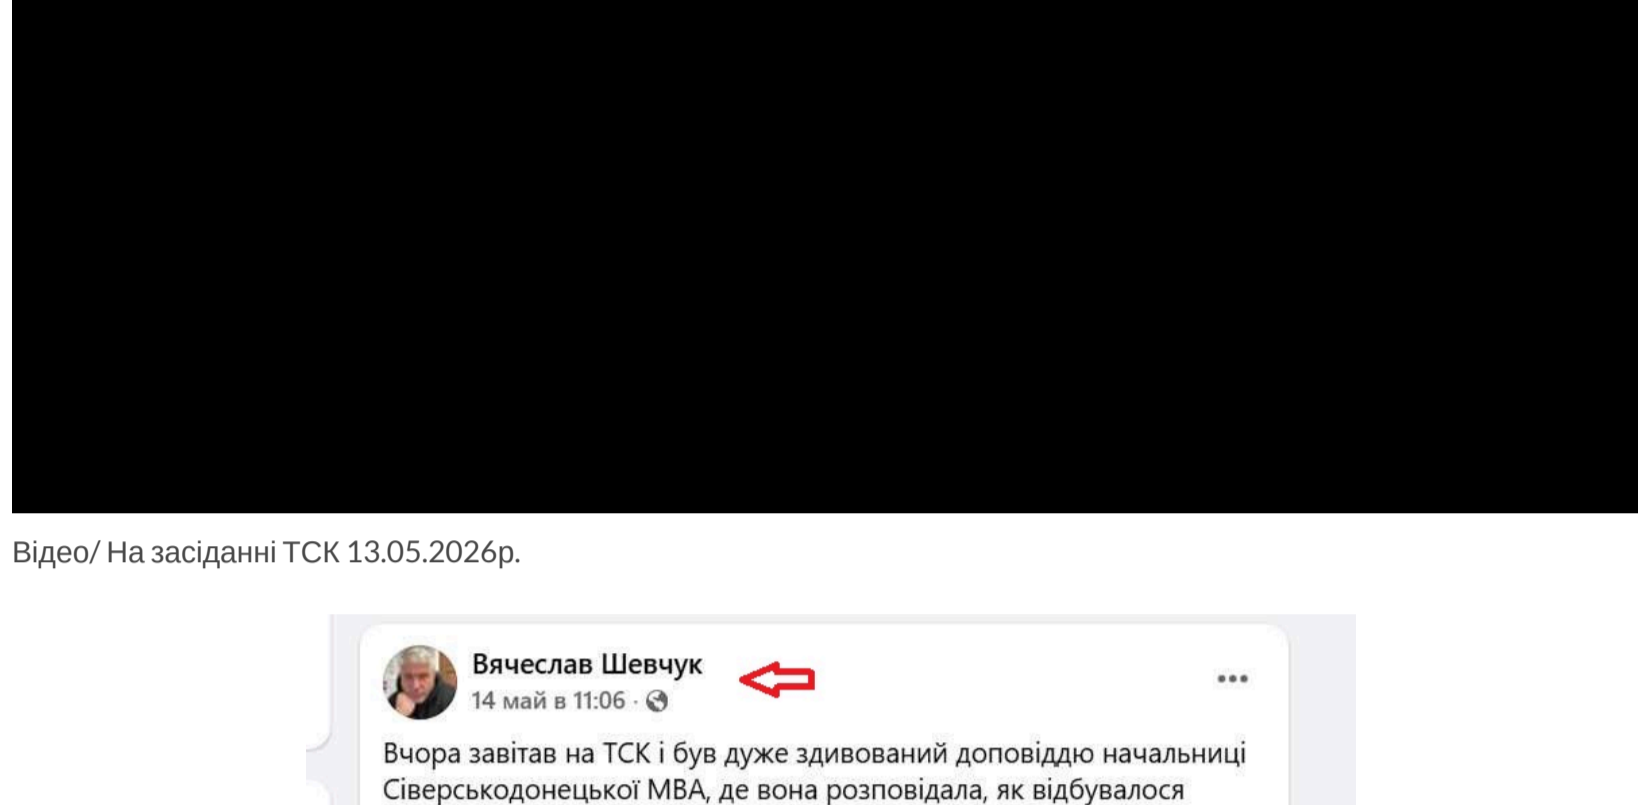 Відео/ На засіданні ТСК 13.05.2026р.
Вячеслав Шевчук
14 май в 11:06 ·
Вчора завітав на ТСК і був дуже здивований доповіддю начальниці
Сіверськодонецької МВА, де вона розповідала, як відбувалося